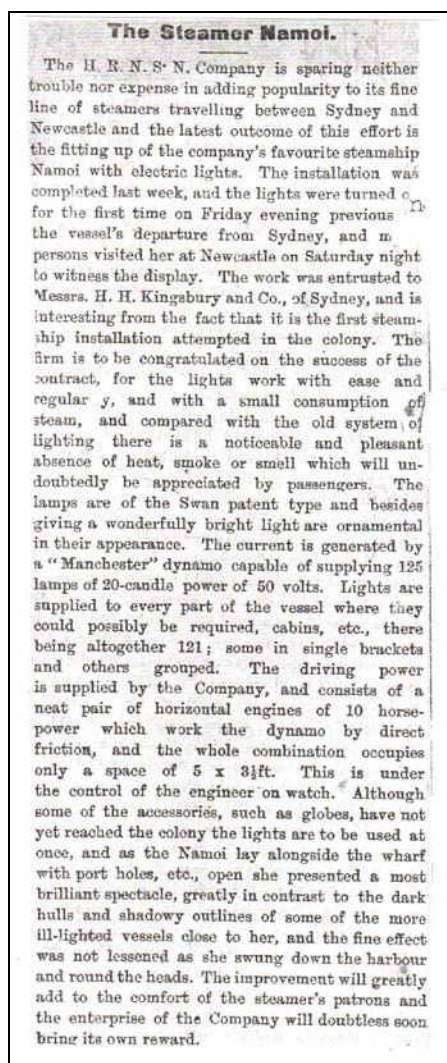 The Steamer Namoi.
The H. R. N. S. N. Company is sparing neither
trouble nor expense in adding popularity to its fine
line of steamers travelling between Sydney and
Newcastle and the latest outcome of this effort is
the fitting up of the company's favourite steamship
Namoi with electric lights. The installation was
completed last week, and the lights were turned on
for the first time on Friday evening previous
the vessel's departure from Sydney, and m
persons visited her at Newcastle on Saturday night
to witness the display. The work was entrusted to
Messrs. H. H. Kingsbury and Co., of Sydney, and is
interesting from the fact that it is the first steam-
ship installation attempted in the colony. The
firm is to be congratulated on the success of the
contract, for the lights work with ease and
regular y, and with a small consumption of
steam, and compared with the old system of
lighting there is a noticeable and pleasant
absence of heat, smoke or smell which will un-
doubtedly be appreciated by passengers. The
lamps are of the Swan patent type and besides
giving a wonderfully bright light are ornamental
in their appearance. The current is generated by
a "Manchester" dynamo capable of supplying 125
lamps of 20-candle power of 50 volts. Lights are
supplied to every part of the vessel where they
could possibly be required, cabins, etc., there
being altogether 121; some in single brackets
and others grouped. The driving power
is supplied by the Company, and consists of a
neat pair of horizontal engines of 10 horse-
power which work the dynamo by direct
friction, and the whole combination occupies
only a space of 5 x 3½ft. This is under
the control of the engineer on watch. Although
some of the accessories, such as globes, have not
yet reached the colony the lights are to be used at
once, and as the Namoi lay alongside the wharf
with port holes, etc., open she presented a most
brilliant spectacle, greatly in contrast to the dark
hulls and shadowy outlines of some of the more
ill-lighted vessels close to her, and the fine effect
was not lessened as she swung down the harbour
and round the heads. The improvement will greatly
add to the comfort of the steamer's patrons and
the enterprise of the Company will doubtless soon
bring its own reward.